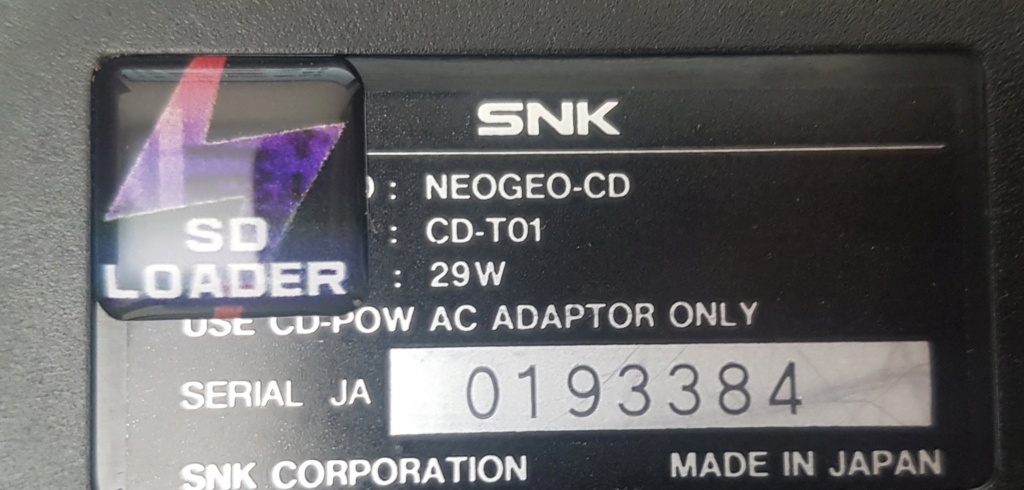 SNK
: NEOGEO-CD
: CD-T01
: 29W
SD
LOADER
USE CD-POW AC ADAPTOR ONLY
SERIAL JA 0193384
SNK CORPORATION MADE IN JAPAN